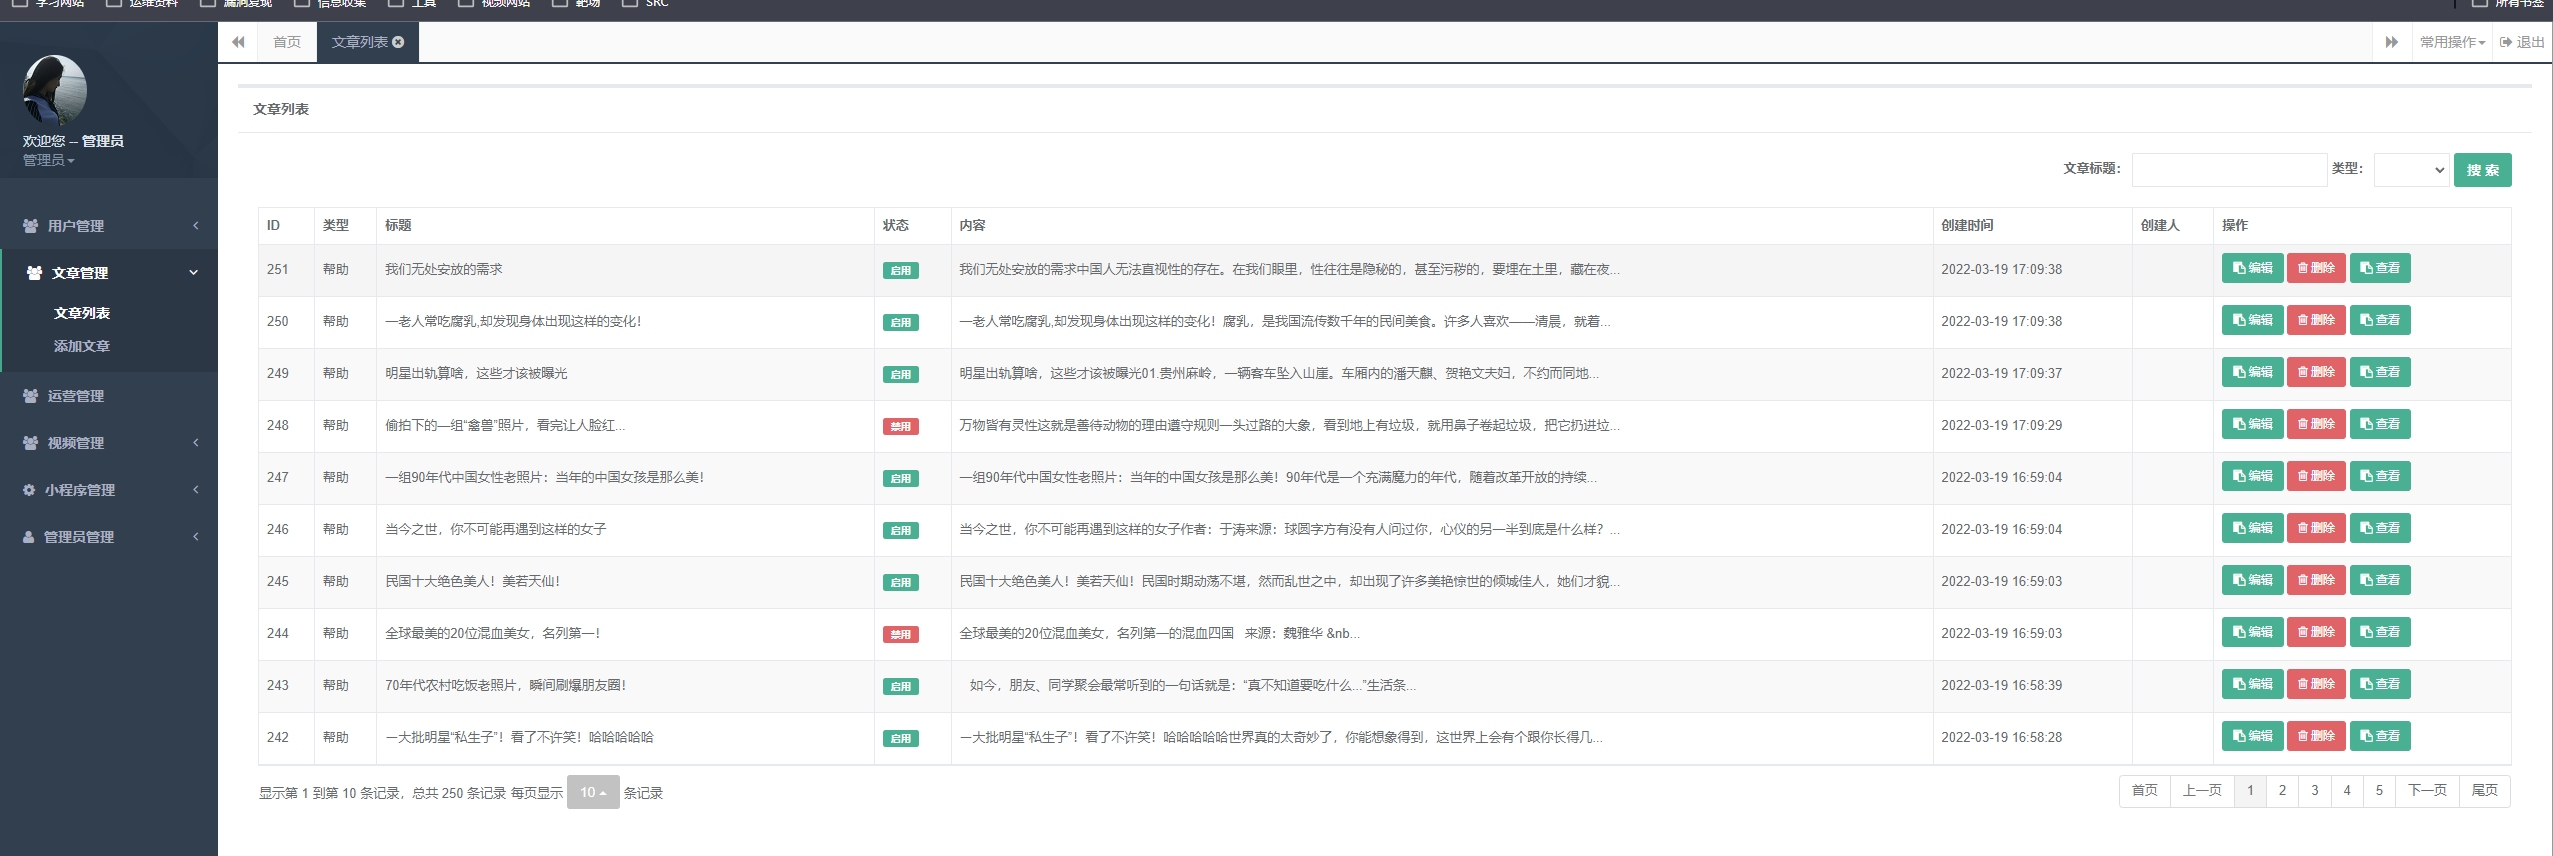 学习网站 运维资料 漏洞复现 信息收集 工具 视频网站 靶场 SRC 所有书签
首页 文章列表 常用操作 退出
欢迎您 -- 管理员
管理员
用户管理
文章管理
文章列表
添加文章
运营管理
视频管理
小程序管理
管理员管理
文章列表
文章标题： 类型： 搜 索
ID 类型 标题 状态 内容 创建时间 创建人 操作
251 帮助 我们无处安放的需求 启用 我们无处安放的需求中国人无法直视性的存在。在我们眼里，性往往是隐秘的，甚至污秽的，要埋在土里，藏在夜... 2022-03-19 17:09:38 编辑 删除 查看
250 帮助 一老人常吃腐乳,却发现身体出现这样的变化！ 启用 一老人常吃腐乳,却发现身体出现这样的变化！腐乳，是我国流传数千年的民间美食。许多人喜欢——清晨，就着... 2022-03-19 17:09:38 编辑 删除 查看
249 帮助 明星出轨算啥，这些才该被曝光 启用 明星出轨算啥，这些才该被曝光01.贵州麻岭，一辆客车坠入山崖。车厢内的潘天麒、贺艳文夫妇，不约而同地... 2022-03-19 17:09:37 编辑 删除 查看
248 帮助 偷拍下的一组“禽兽”照片，看完让人脸红... 禁用 万物皆有灵性这就是善待动物的理由遵守规则一头过路的大象，看到地上有垃圾，就用鼻子卷起垃圾，把它扔进垃... 2022-03-19 17:09:29 编辑 删除 查看
247 帮助 一组90年代中国女性老照片：当年的中国女孩是那么美！ 启用 一组90年代中国女性老照片：当年的中国女孩是那么美！90年代是一个充满魔力的年代，随着改革开放的持续... 2022-03-19 16:59:04 编辑 删除 查看
246 帮助 当今之世，你不可能再遇到这样的女子 启用 当今之世，你不可能再遇到这样的女子作者：于涛来源：球圆字方有没有人问过你，心仪的另一半到底是什么样？... 2022-03-19 16:59:04 编辑 删除 查看
245 帮助 民国十大绝色美人！美若天仙！ 启用 民国十大绝色美人！美若天仙！民国时期动荡不堪，然而乱世之中，却出现了许多美艳惊世的倾城佳人，她们才貌... 2022-03-19 16:59:03 编辑 删除 查看
244 帮助 全球最美的20位混血美女，名列第一！ 禁用 全球最美的20位混血美女，名列第一的混血四国 来源：魏雅华 &nb... 2022-03-19 16:59:03 编辑 删除 查看
243 帮助 70年代农村吃饭老照片，瞬间刷爆朋友圈！ 启用 如今，朋友、同学聚会最常听到的一句话就是：“真不知道要吃什么...”生活条... 2022-03-19 16:58:39 编辑 删除 查看
242 帮助 一大批明星“私生子”！看了不许笑！哈哈哈哈哈 启用 一大批明星“私生子”！看了不许笑！哈哈哈哈哈世界真的太奇妙了，你能想象得到，这世界上会有个跟你长得几... 2022-03-19 16:58:28 编辑 删除 查看
显示第 1 到第 10 条记录，总共 250 条记录 每页显示 10 条记录 首页 上一页 1 2 3 4 5 下一页 尾页